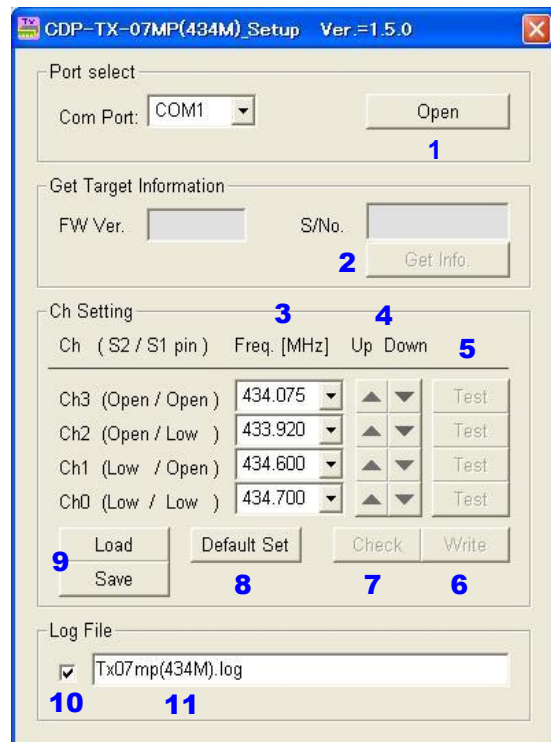 Tx
CDP-TX-07MP(434M)_Setup Ver.=1.5.0
Port select
Com Port: COM1 Open
1
Get Target Information
FW Ver. S/No.
2 Get Info.
Ch Setting 3 4
Ch ( S2 / S1 pin ) Freq. [MHz] Up Down 5
Ch3 (Open / Open ) 434.075 Test
Ch2 (Open / Low ) 433.920 Test
Ch1 (Low / Open ) 434.600 Test
Ch0 (Low / Low ) 434.700 Test
Load Default Set Check Write
9 Save 8 7 6
Log File
Tx07mp(434M).log
10 11